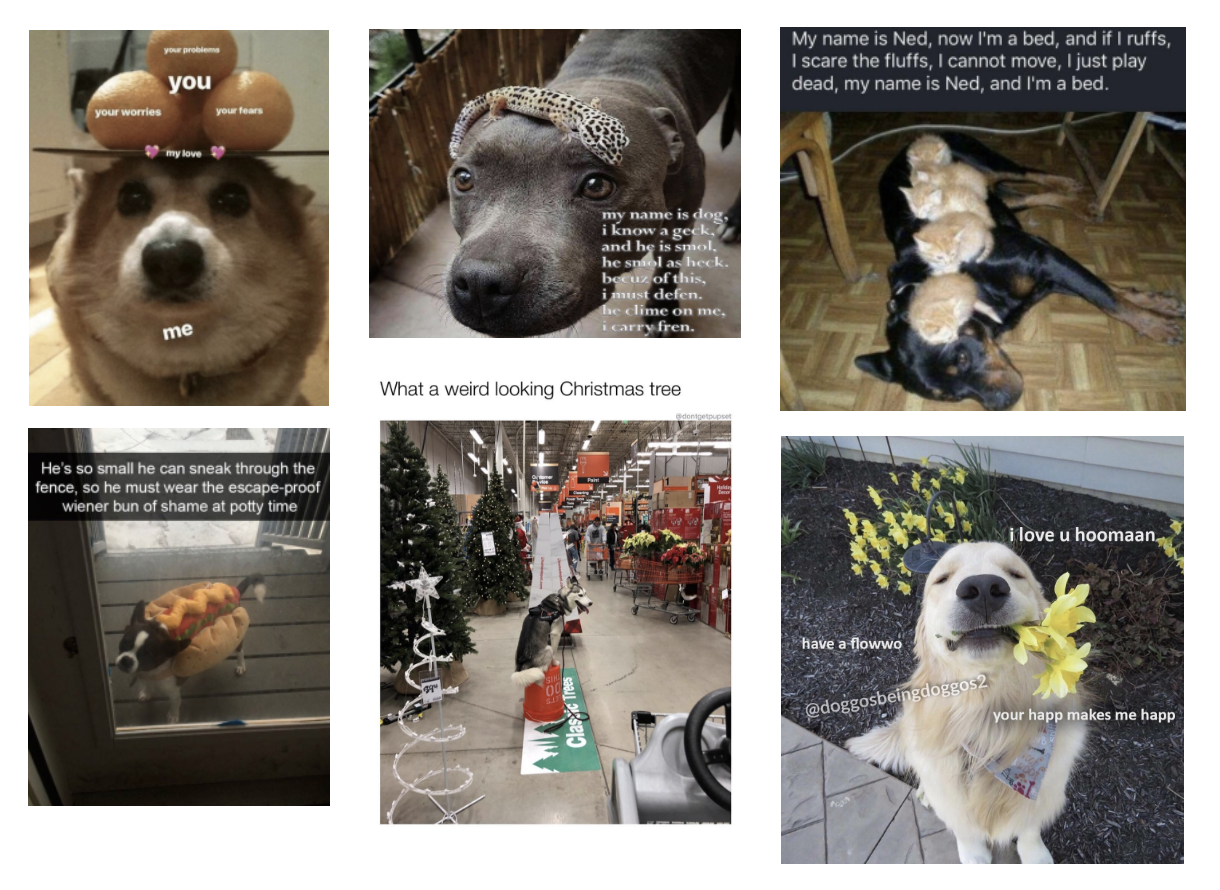 your problems
you
your worries
your fears
my love
me
my name is dog,
i know a geck,
and he is smol,
he smol as heck.
becuz of this,
i must defen.
he clime on me,
i carry fren.
My name is Ned, now I'm a bed, and if I ruffs,
I scare the fluffs, I cannot move, I just play
dead, my name is Ned, and I'm a bed.
He's so small he can sneak through the
fence, so he must wear the escape-proof
wiener bun of shame at potty time
What a weird looking Christmas tree
@dontgetpupset
Paint
Classic Trees
i love u hoomaan
have a flowwo
@doggosbeingdoggos2
your happ makes me happ